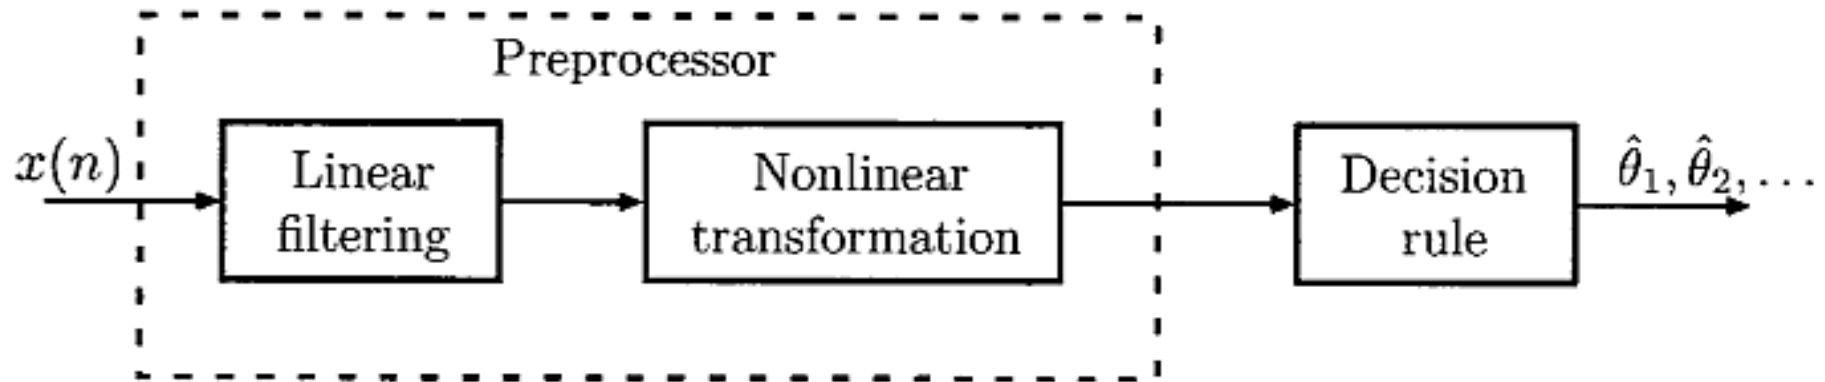 Preprocessor
x(n)
Linear
filtering
Nonlinear
transformation
Decision
rule
θ̂₁, θ̂₂, …